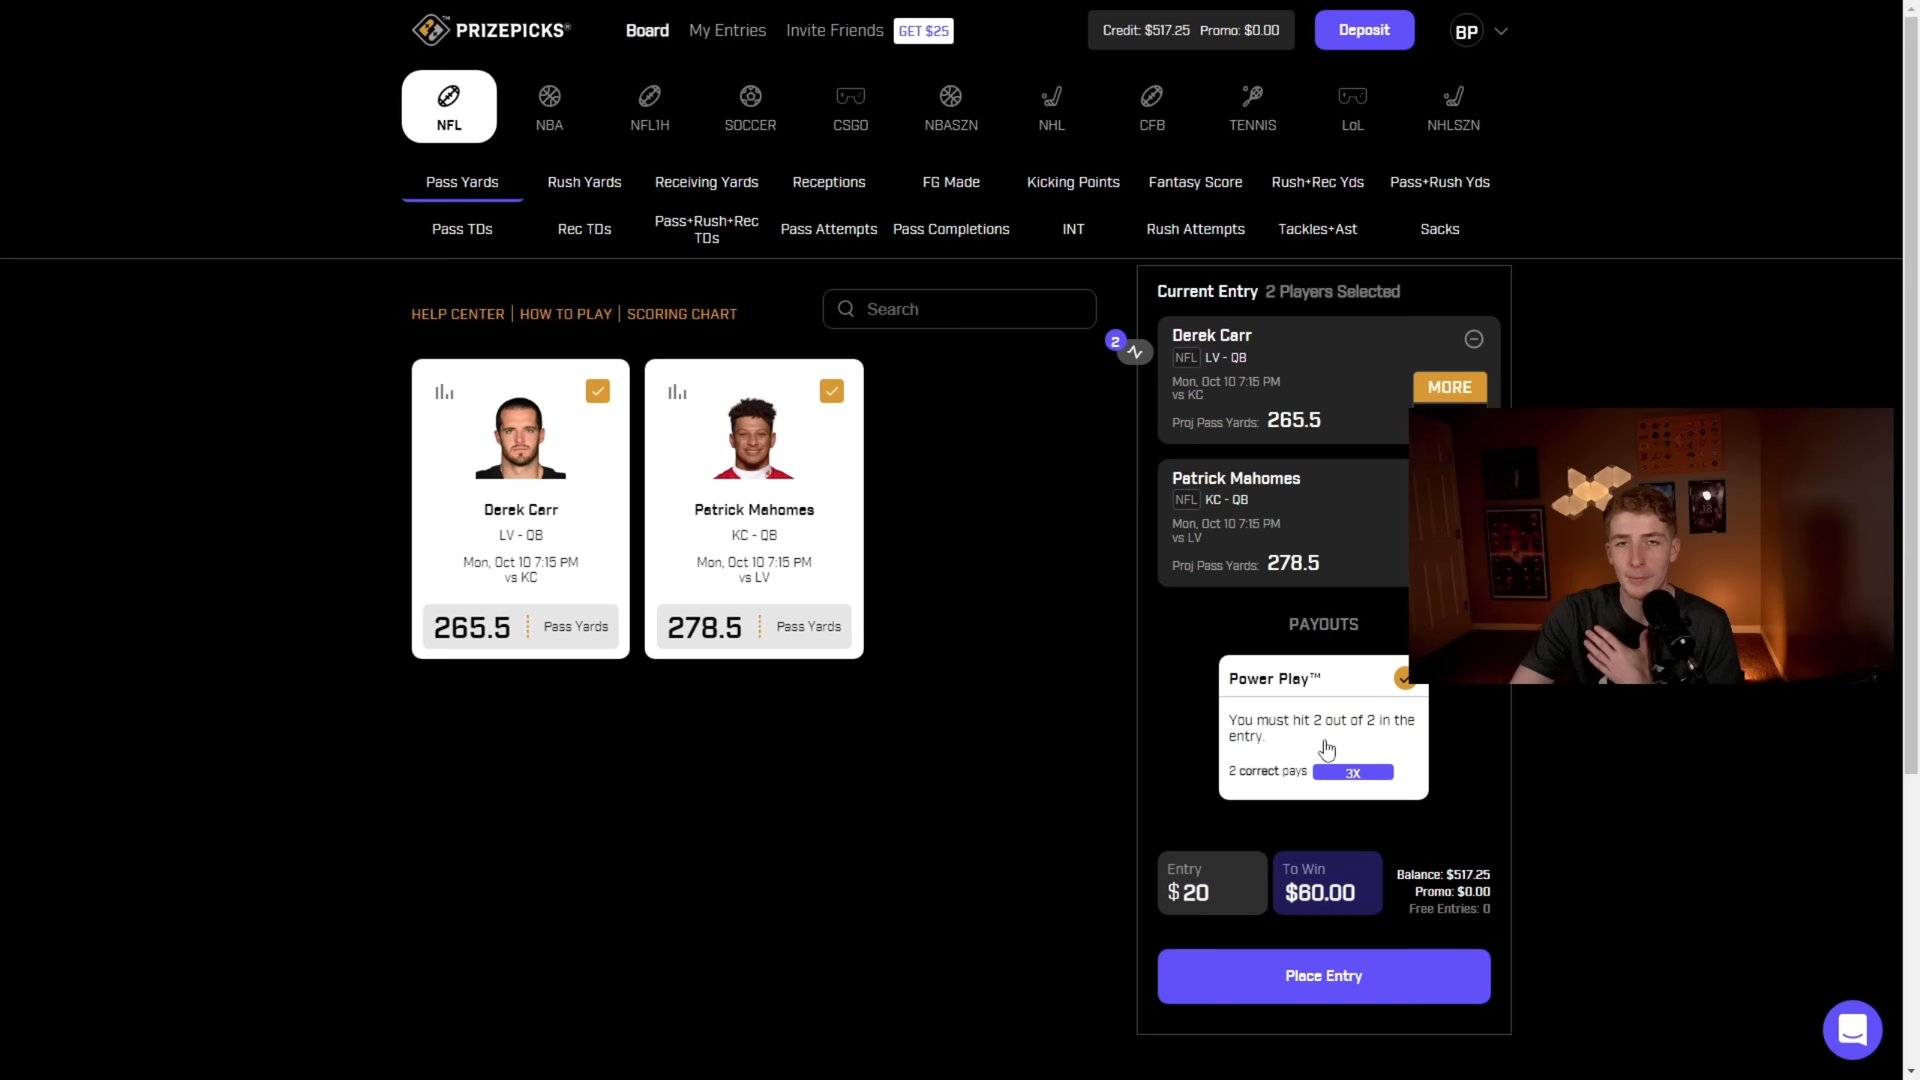 PRIZEPICKS®
Board
My Entries
Invite Friends
GET $25
Credit: $517.25 Promo: $0.00
Deposit
BP
NFL
NBA
NFL1H
SOCCER
CSGO
NBASZN
NHL
CFB
TENNIS
LoL
NHLSZN
Pass Yards
Rush Yards
Receiving Yards
Receptions
FG Made
Kicking Points
Fantasy Score
Rush+Rec Yds
Pass+Rush Yds
Pass TDs
Rec TDs
Pass+Rush+Rec
TDs
Pass Attempts
Pass Completions
INT
Rush Attempts
Tackles+Ast
Sacks
HELP CENTER | HOW TO PLAY | SCORING CHART
Search
Derek Carr
LV - QB
Mon, Oct 10 7:15 PM
vs KC
265.5
Pass Yards
Patrick Mahomes
KC - QB
Mon, Oct 10 7:15 PM
vs LV
278.5
Pass Yards
Current Entry 2 Players Selected
2
Derek Carr
NFL LV - QB
Mon, Oct 10 7:15 PM
vs KC
MORE
Proj Pass Yards: 265.5
Patrick Mahomes
NFL KC - QB
Mon, Oct 10 7:15 PM
vs LV
Proj Pass Yards: 278.5
PAYOUTS
Power Play™
You must hit 2 out of 2 in the
entry.
2 correct pays 3X
Entry
$20
To Win
$60.00
Balance: $517.25
Promo: $0.00
Free Entries: 0
Place Entry